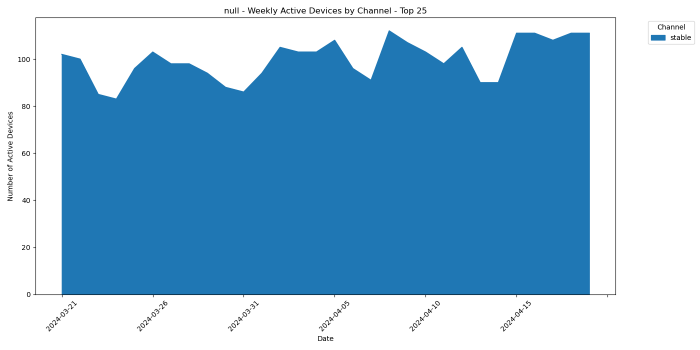 null - Weekly Active Devices by Channel - Top 25
Channel
stable
Number of Active Devices
100
80
60
40
20
0
2024-03-21
2024-03-26
2024-03-31
2024-04-05
2024-04-10
2024-04-15
Date